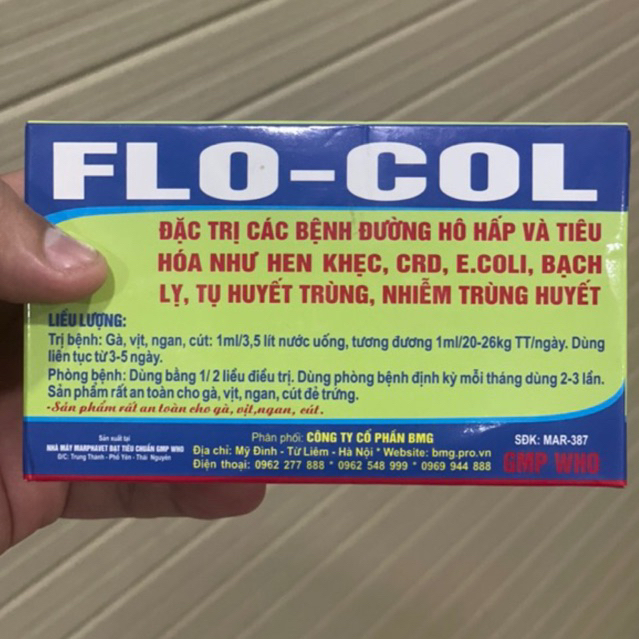 FLO-COL
ĐẶC TRỊ CÁC BỆNH ĐƯỜNG HÔ HẤP VÀ TIÊU
HÓA NHƯ HEN KHẸC, CRD, E.COLI, BẠCH
LỴ, TỤ HUYẾT TRÙNG, NHIỄM TRÙNG HUYẾT
LIỀU LƯỢNG:
Trị bệnh: Gà, vịt, ngan, cút: 1ml/3,5 lít nước uống, tương đương 1ml/20-26kg TT/ngày. Dùng
liên tục từ 3-5 ngày.
Phòng bệnh: Dùng bằng 1/2 liều điều trị. Dùng phòng bệnh định kỳ mỗi tháng dùng 2-3 lần.
Sản phẩm rất an toàn cho gà, vịt, ngan, cút đẻ trứng.
*Sản phẩm rất an toàn cho gà, vịt,ngan, cút.
Sản xuất tại
NHÀ MÁY MARPHAVET ĐẠT TIÊU CHUẨN GMP WHO
Đ/C: Trung Thành - Phổ Yên - Thái Nguyên
Phân phối: CÔNG TY CỔ PHẦN BMG
Địa chỉ: Mỹ Đình - Từ Liêm - Hà Nội * Website: bmg.pro.vn
Điện thoại: 0962 277 888 * 0962 548 999 * 0969 944 888
SĐK: MAR-387
GMP WHO